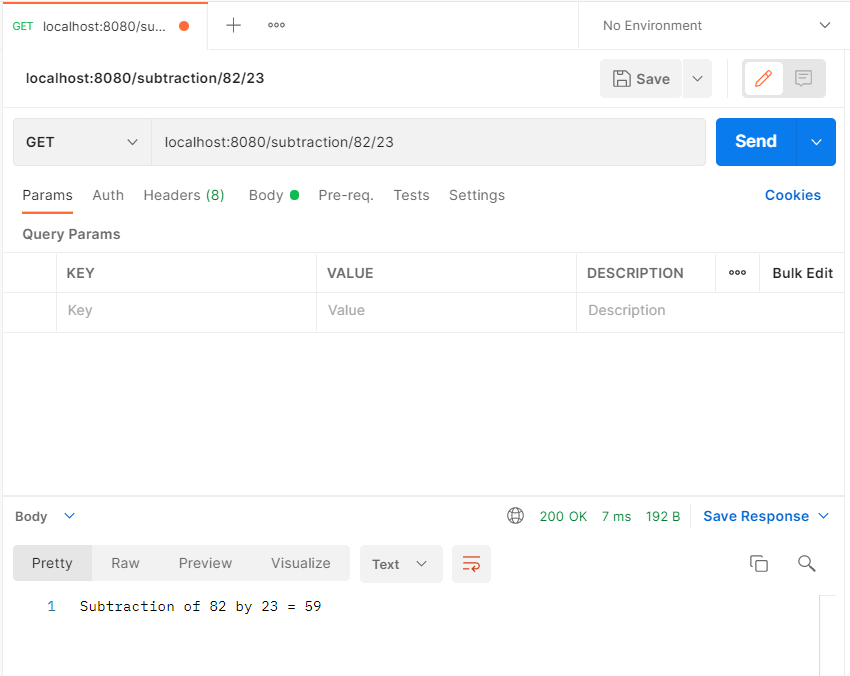 GET localhost:8080/su... No Environment
localhost:8080/subtraction/82/23 Save
GET localhost:8080/subtraction/82/23 Send
Params Auth Headers (8) Body Pre-req. Tests Settings Cookies
Query Params
KEY VALUE DESCRIPTION Bulk Edit
Key Value Description
Body 200 OK 7 ms 192 B Save Response
Pretty Raw Preview Visualize Text
1 Subtraction of 82 by 23 = 59